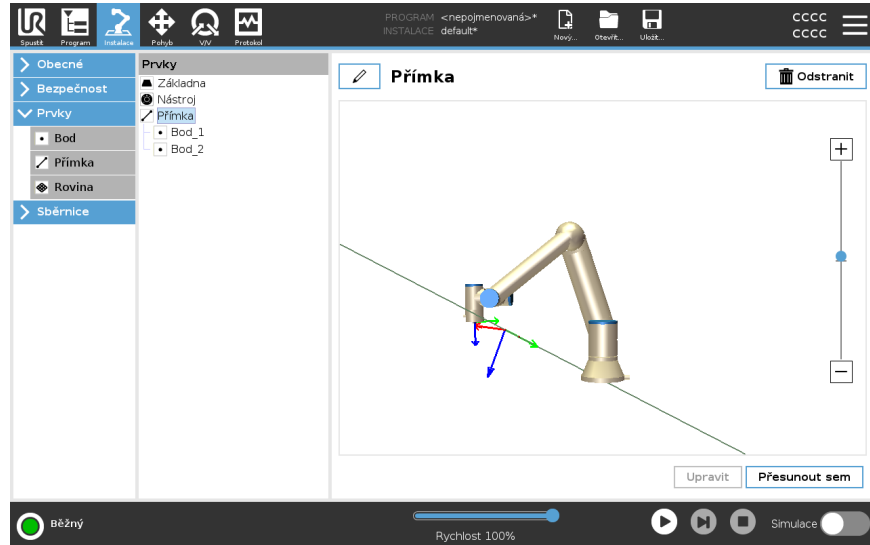 PROGRAM <nepojmenovaná>*
INSTALACE default*
CCCC
CCCC
Spustit Program Instalace Pohyb V/V Protokol Nový... Otevřít... Uložit...
Obecné
Bezpečnost
Prvky
Bod
Přímka
Rovina
Sběrnice
Prvky
Základna
Nástroj
Přímka
Bod_1
Bod_2
Přímka
Odstranit
+
−
Upravit Přesunout sem
Běžný
Rychlost 100%
Simulace